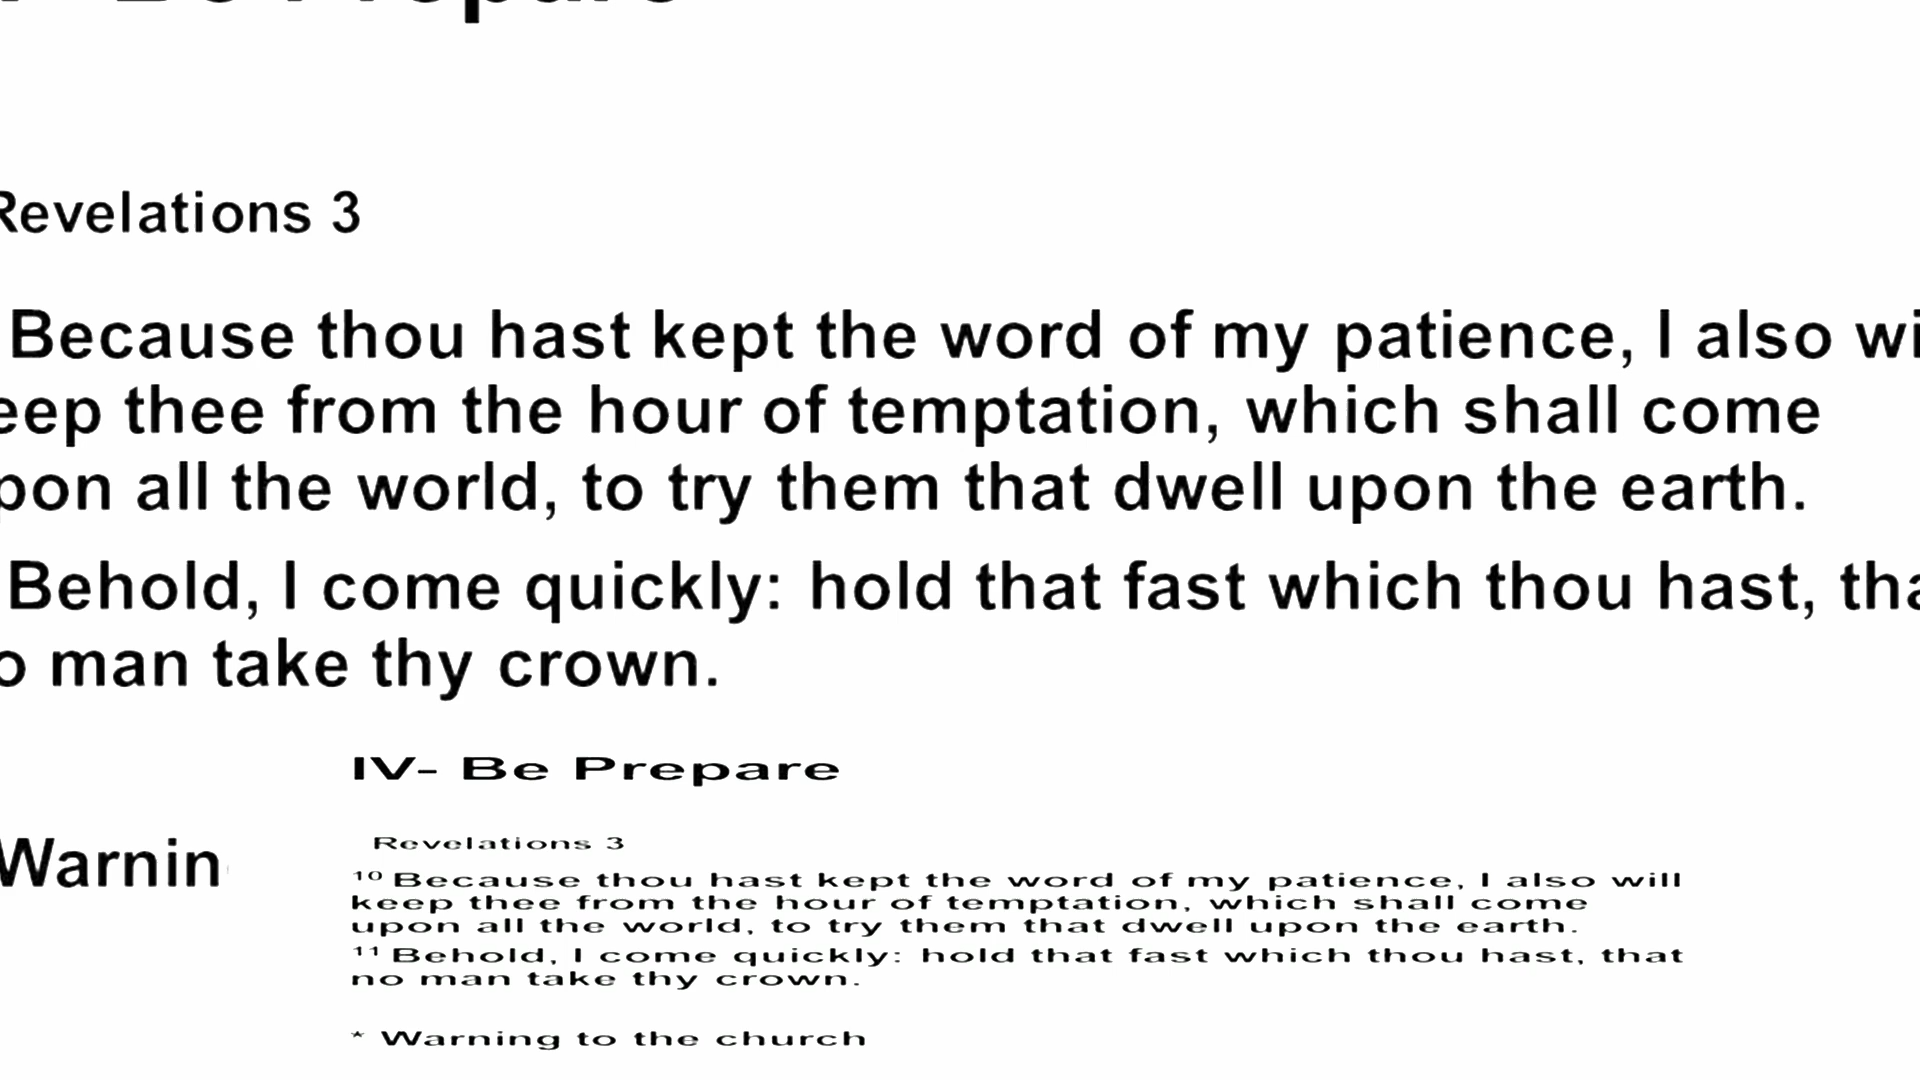 Be Prepare
Revelations 3
Because thou hast kept the word of my patience, I also wi
eep thee from the hour of temptation, which shall come
pon all the world, to try them that dwell upon the earth.
Behold, I come quickly: hold that fast which thou hast, tha
o man take thy crown.
Warnin
IV- Be Prepare
Revelations 3
10 Because thou hast kept the word of my patience, I also will
keep thee from the hour of temptation, which shall come
upon all the world, to try them that dwell upon the earth.
11 Behold, I come quickly: hold that fast which thou hast, that
no man take thy crown.
* Warning to the church